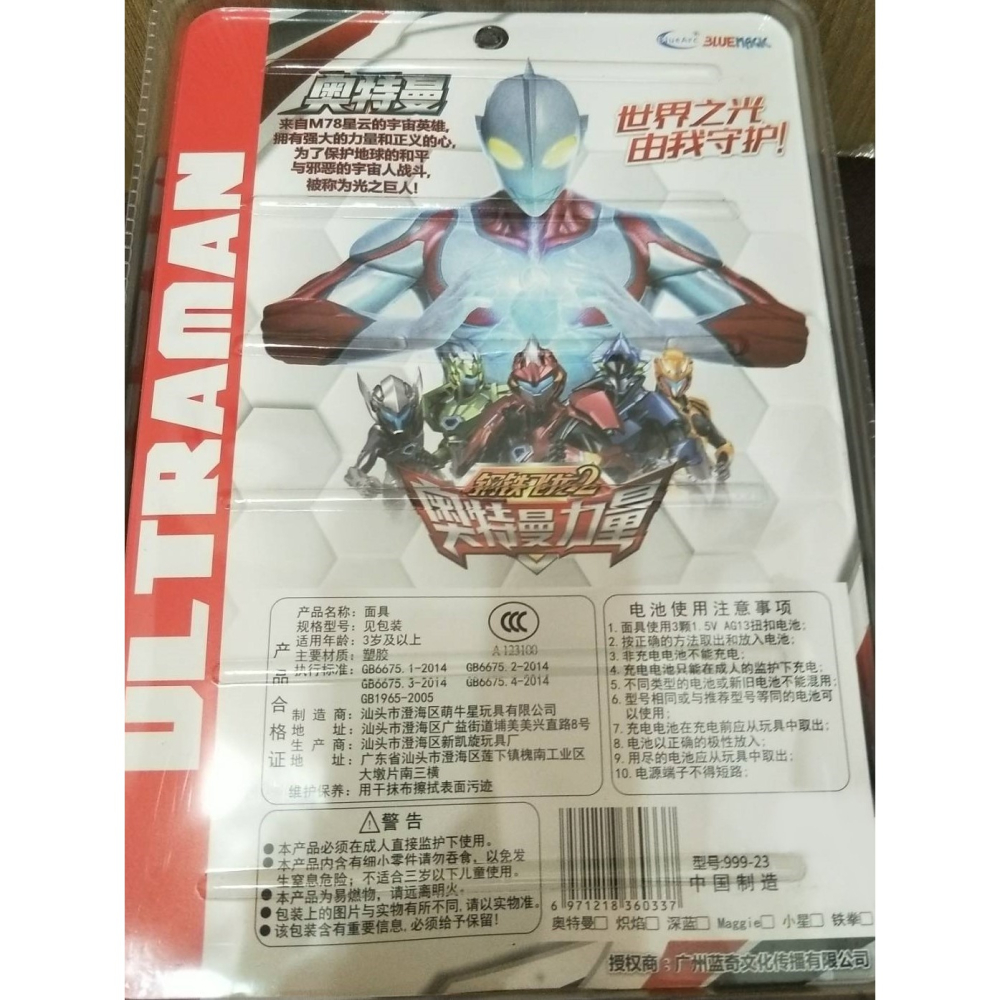 BlueArc® BLUEMAGIC
奥特曼
来自M78星云的宇宙英雄,
拥有强大的力量和正义的心,
为了保护地球的和平
与邪恶的宇宙人战斗,
被称为光之巨人!
世界之光
由我守护!
ULTRAMAN
钢铁飞龙2
奥特曼力量
产品合格证
产品名称: 面具
规格型号: 见包装
适用年龄: 3岁及以上
主要材质: 塑胶
执行标准: GB6675.1-2014 GB6675.2-2014
GB6675.3-2014 GB6675.4-2014
GB1965-2005
制造商: 汕头市澄海区萌牛星玩具有限公司
地址: 汕头市澄海区广益街道埔美美兴直路8号
生产商: 汕头市澄海区新凯旋玩具厂
地址: 广东省汕头市澄海区莲下镇槐南工业区
大墩片南三横
维护保养: 用干抹布擦拭表面污迹
CCC
A 123100
电池使用注意事项
1. 面具使用3颗1.5V AG13扭扣电池;
2. 按正确的方法取出和放入电池;
3. 非充电电池不能充电;
4. 充电电池只能在成人的监护下充电;
5. 不同类型的电池或新旧电池不能混用;
6. 型号相同或与推荐型号等同的电池可
以使用;
7. 充电电池在充电前应从玩具中取出;
8. 电池以正确的极性放入;
9. 用尽的电池应从玩具中取出;
10. 电源端子不得短路;
警告
● 本产品必须在成人直接监护下使用。
● 本产品内含有细小零件请勿吞食, 以免发
生窒息危险; 不适合三岁以下儿童使用。
● 本产品为易燃物, 请远离明火。
● 包装上的图片与实物有所不同, 请以实物准。
● 该包装含有重要信息, 必须给予保留!
6 971218 360337
型号:999-23
中国制造
奥特曼□ 炽焰□ 深蓝□ Maggie□ 小星□ 铁拳□
授权商: 广州蓝奇文化传播有限公司